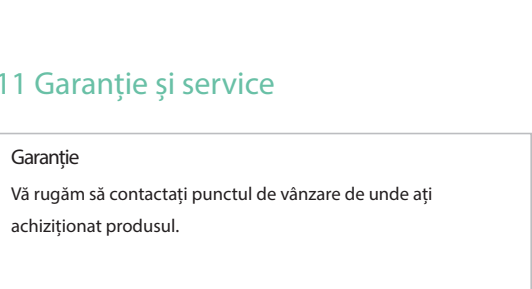 11 Garanție și service
Garanție
Vă rugăm să contactați punctul de vânzare de unde ați
achiziționat produsul.